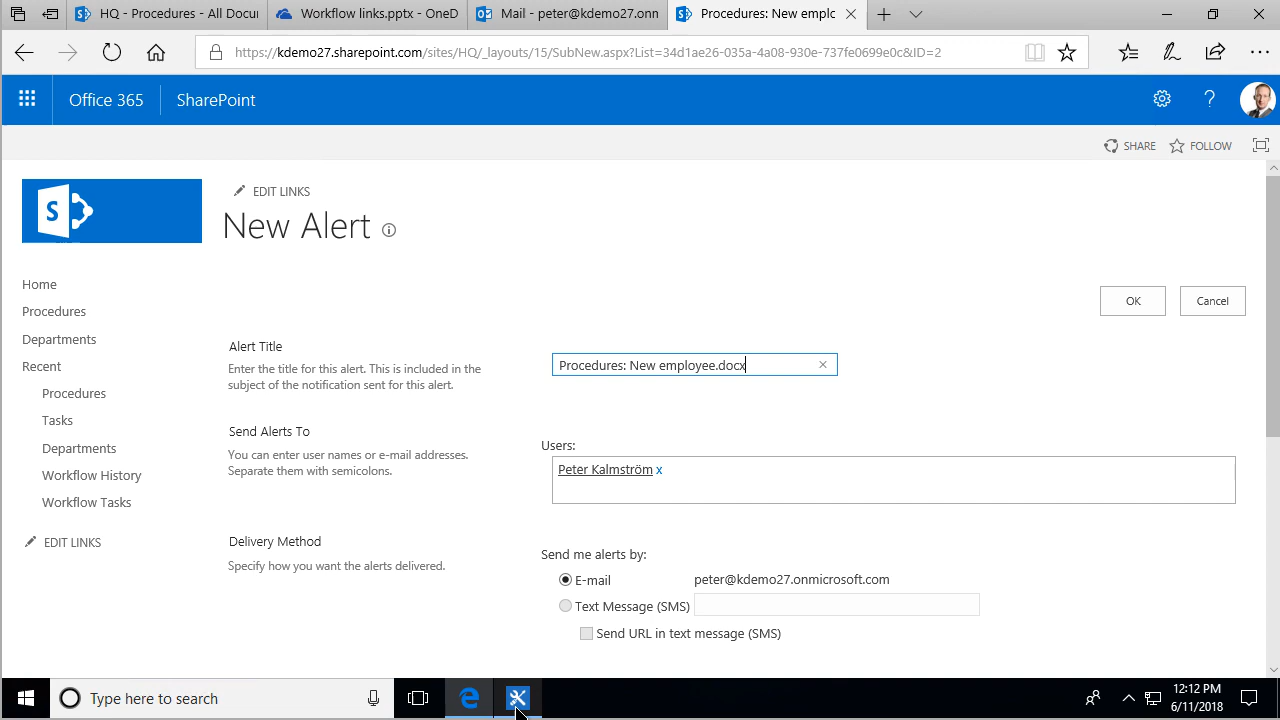 HQ - Procedures - All Docu
Workflow links.pptx - OneD
Mail - peter@kdemo27.onn
Procedures: New emplc
https://kdemo27.sharepoint.com/sites/HQ/_layouts/15/SubNew.aspx?List=34d1ae26-035a-4a08-930e-737fe0699e0c&ID=2
Office 365
SharePoint
?
SHARE
FOLLOW
EDIT LINKS
New Alert
Home
Procedures
Departments
Recent
Procedures
Tasks
Departments
Workflow History
Workflow Tasks
EDIT LINKS
OK
Cancel
Alert Title
Enter the title for this alert. This is included in the
subject of the notification sent for this alert.
Procedures: New employee.docx
Send Alerts To
You can enter user names or e-mail addresses.
Separate them with semicolons.
Users:
Peter Kalmström x
Delivery Method
Specify how you want the alerts delivered.
Send me alerts by:
E-mail
peter@kdemo27.onmicrosoft.com
Text Message (SMS)
Send URL in text message (SMS)
Type here to search
12:12 PM
6/11/2018